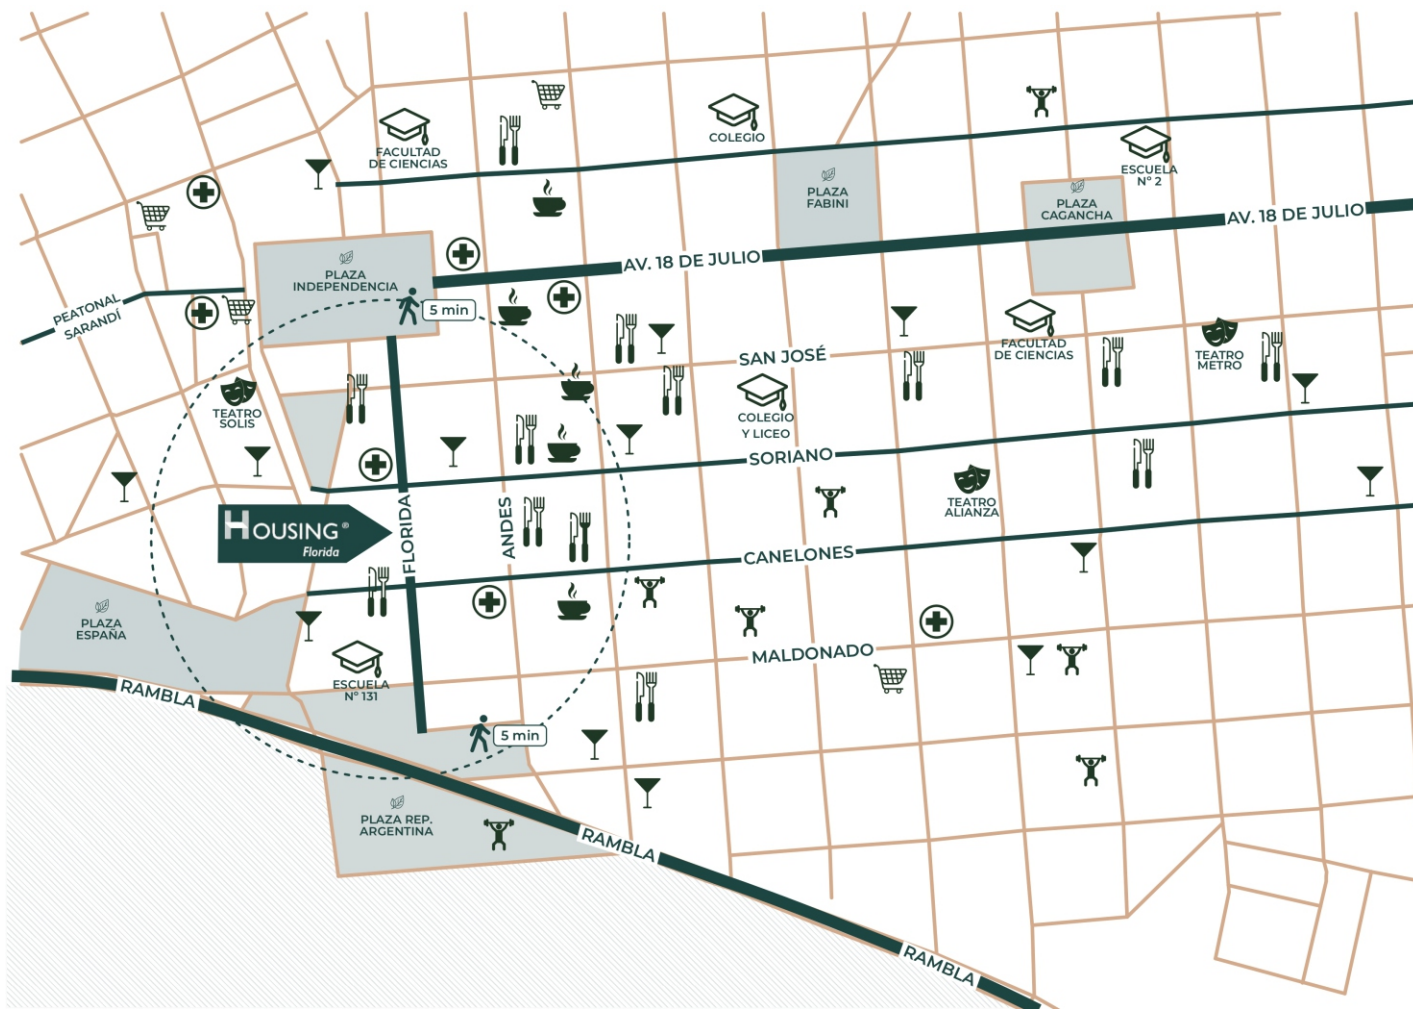 COLEGIO
FACULTAD
DE CIENCIAS
ESCUELA
Nº 2
PLAZA
FABINI
PLAZA
CAGANCHA
AV. 18 DE JULIO
AV. 18 DE JULIO
PLAZA
INDEPENDENCIA
PEATONAL
SARANDÍ
5 min
SAN JOSÉ
FACULTAD
DE CIENCIAS
TEATRO
METRO
TEATRO
SOLIS
COLEGIO
Y LICEO
SORIANO
TEATRO
ALIANZA
HOUSING®
Florida
FLORIDA
ANDES
CANELONES
PLAZA
ESPAÑA
MALDONADO
ESCUELA
Nº 131
RAMBLA
5 min
PLAZA REP.
ARGENTINA
RAMBLA
RAMBLA